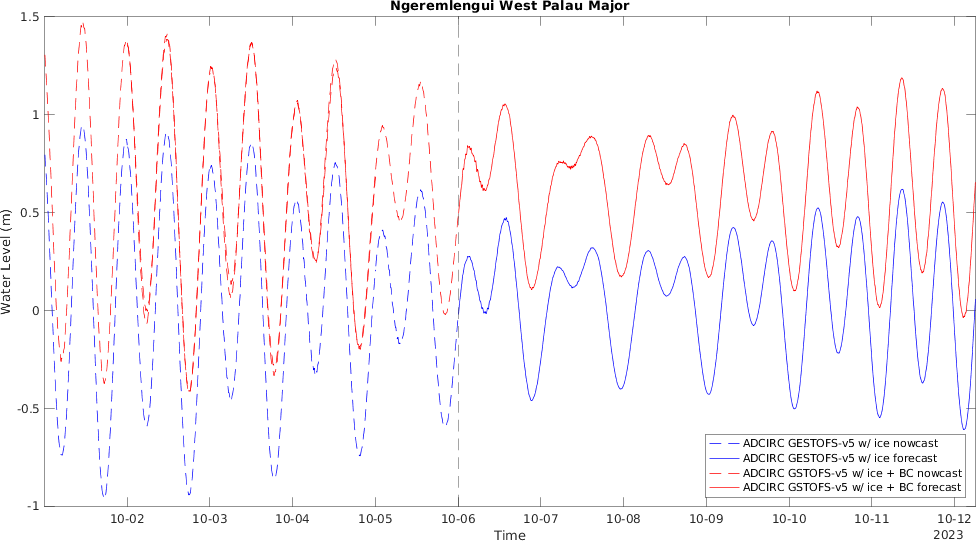 Ngeremlengui West Palau Major
Water Level (m)
1.5
1
0.5
0
-0.5
-1
10-02 10-03 10-04 10-05 10-06 10-07 10-08 10-09 10-10 10-11 10-12
Time
2023
ADCIRC GESTOFS-v5 w/ ice nowcast
ADCIRC GESTOFS-v5 w/ ice forecast
ADCIRC GSTOFS-v5 w/ ice + BC nowcast
ADCIRC GSTOFS-v5 w/ ice + BC forecast